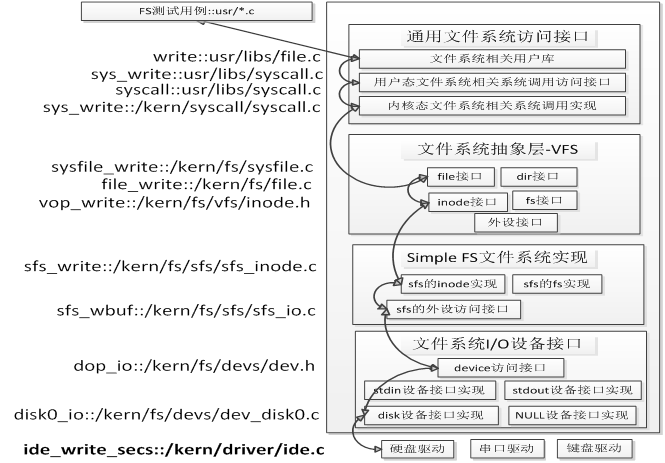 FS测试用例::usr/*.c
通用文件系统访问接口
write::usr/libs/file.c
文件系统相关用户库
sys_write::usr/libs/syscall.c
用户态文件系统相关系统调用访问接口
syscall::usr/libs/syscall.c
sys_write::/kern/syscall/syscall.c
内核态文件系统相关系统调用实现
文件系统抽象层-VFS
sysfile_write::/kern/fs/sysfile.c
file接口
dir接口
file_write::/kern/fs/file.c
vop_write::/kern/fs/vfs/inode.h
inode接口
fs接口
外设接口
Simple FS文件系统实现
sfs_write::/kern/fs/sfs/sfs_inode.c
sfs的inode实现
sfs的fs实现
sfs_wbuf::/kern/fs/sfs/sfs_io.c
sfs的外设访问接口
文件系统I/O设备接口
dop_io::/kern/fs/devs/dev.h
device访问接口
stdin设备接口实现
stdout设备接口实现
disk0_io::/kern/fs/devs/dev_disk0.c
disk设备接口实现
NULL设备接口实现
ide_write_secs::/kern/driver/ide.c
硬盘驱动
串口驱动
键盘驱动